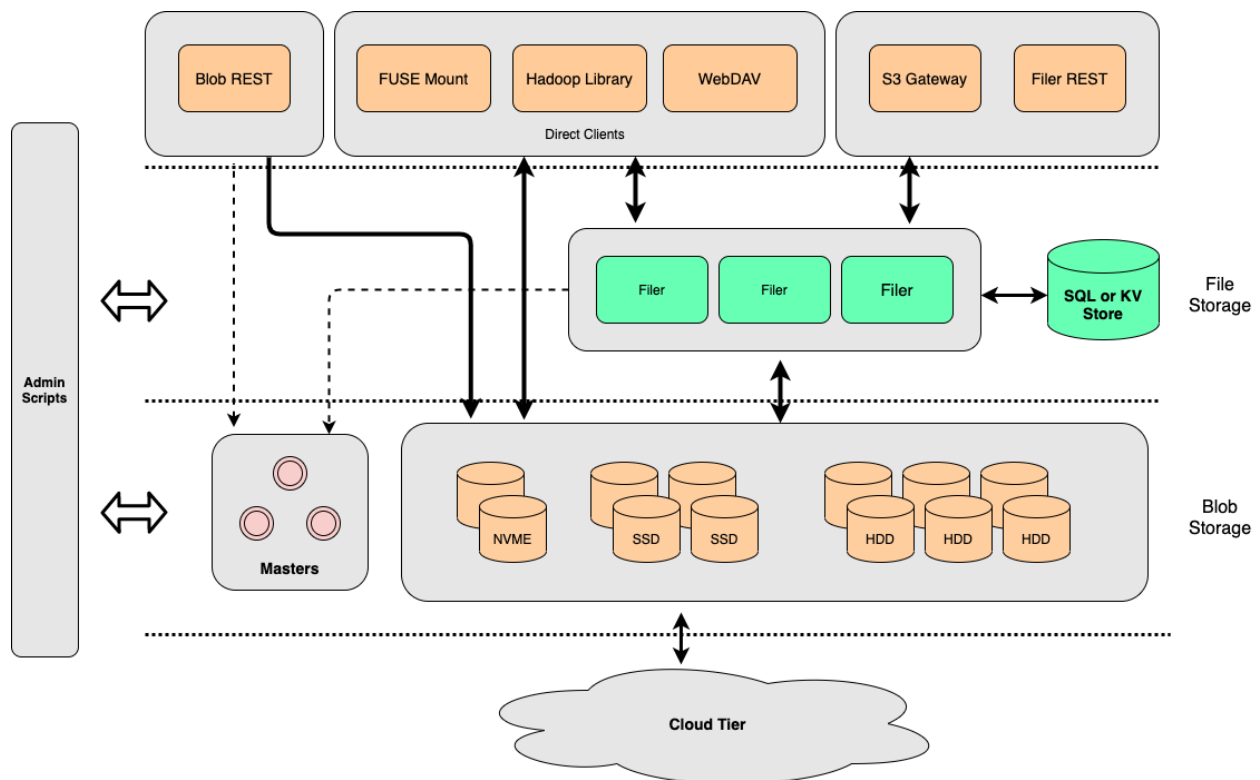 Blob REST
FUSE Mount
Hadoop Library
WebDAV
Direct Clients
S3 Gateway
Filer REST
Admin
Scripts
Filer
Filer
Filer
SQL or KV
Store
File
Storage
Masters
NVME
SSD
SSD
HDD
HDD
HDD
Blob
Storage
Cloud Tier